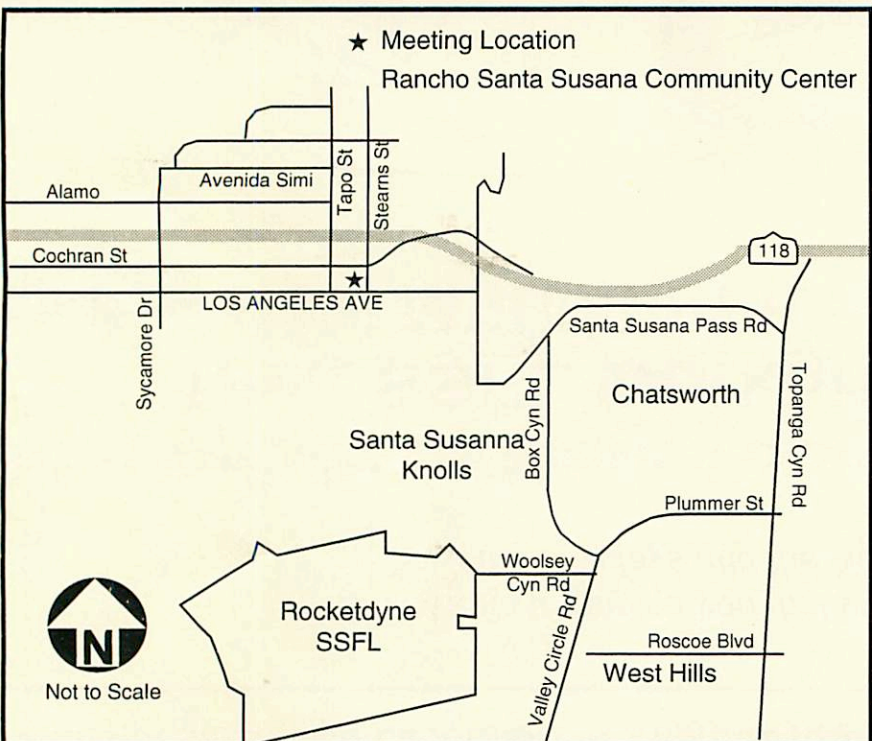 ★ Meeting Location
Rancho Santa Susana Community Center
Tapo St
Stearns St
Avenida Simi
Alamo
118
Cochran St
LOS ANGELES AVE
Sycamore Dr
Santa Susana Pass Rd
Chatsworth
Topanga Cyn Rd
Box Cyn Rd
Santa Susanna
Knolls
Plummer St
Woolsey
Cyn Rd
Rocketdyne
SSFL
Valley Circle Rd
Roscoe Blvd
West Hills
N
Not to Scale